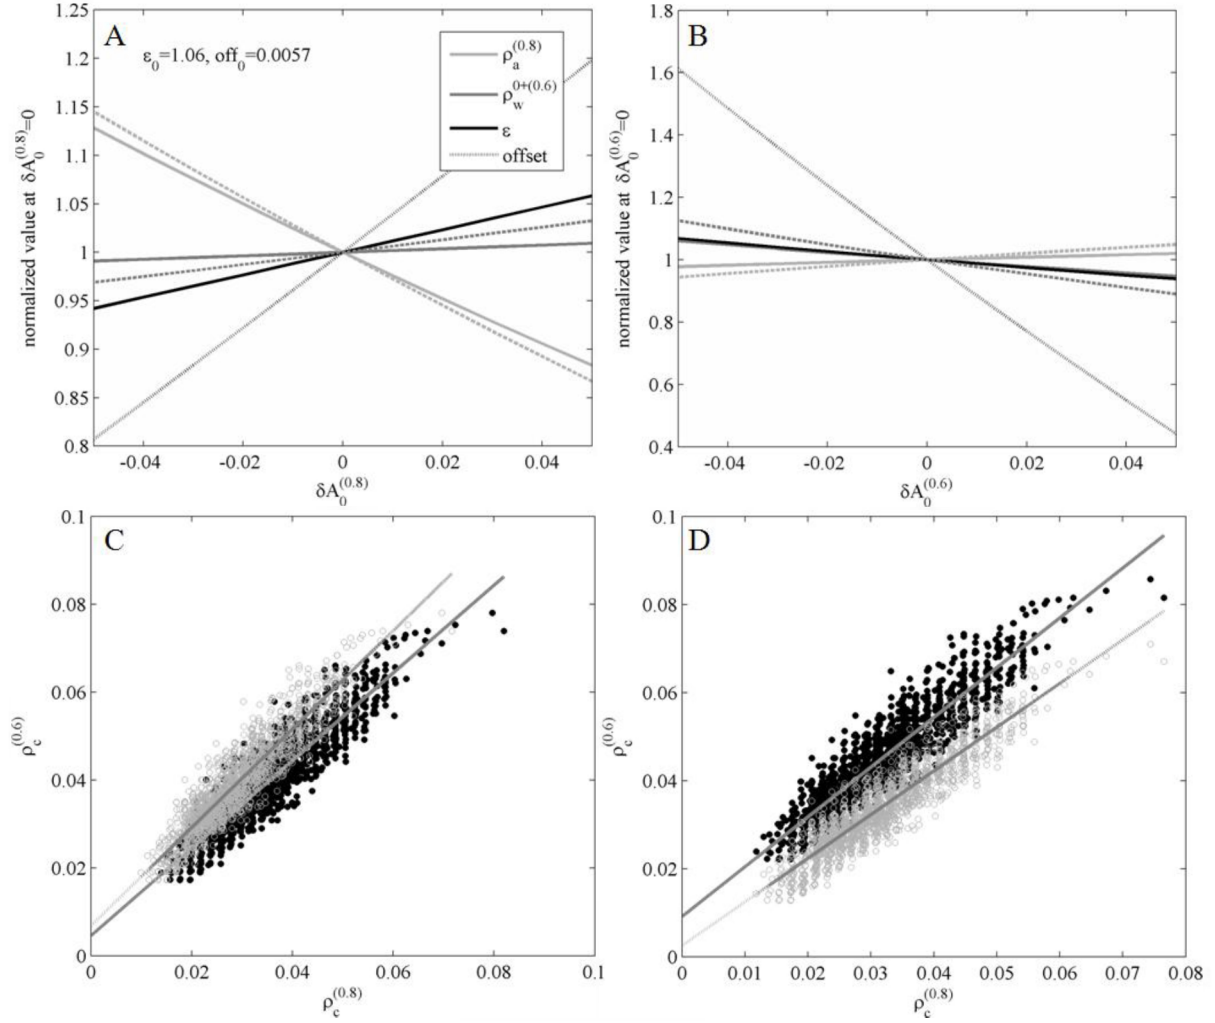 A
ε₀=1.06, off₀=0.0057
ρₐ^(0.8)
ρ_w^0+(0.6)
ε
offset
normalized value at δA₀^(0.8)=0
1.25
1.2
1.15
1.1
1.05
1
0.95
0.9
0.85
0.8
-0.04 -0.02 0 0.02 0.04
δA₀^(0.8)
B
normalized value at δA₀^(0.6)=0
1.8
1.6
1.4
1.2
1
0.8
0.6
0.4
-0.04 -0.02 0 0.02 0.04
δA₀^(0.6)
C
ρ_c^(0.6)
0.1
0.08
0.06
0.04
0.02
0
0 0.02 0.04 0.06 0.08 0.1
ρ_c^(0.8)
D
ρ_c^(0.6)
0.1
0.08
0.06
0.04
0.02
0
0 0.01 0.02 0.03 0.04 0.05 0.06 0.07 0.08
ρ_c^(0.8)